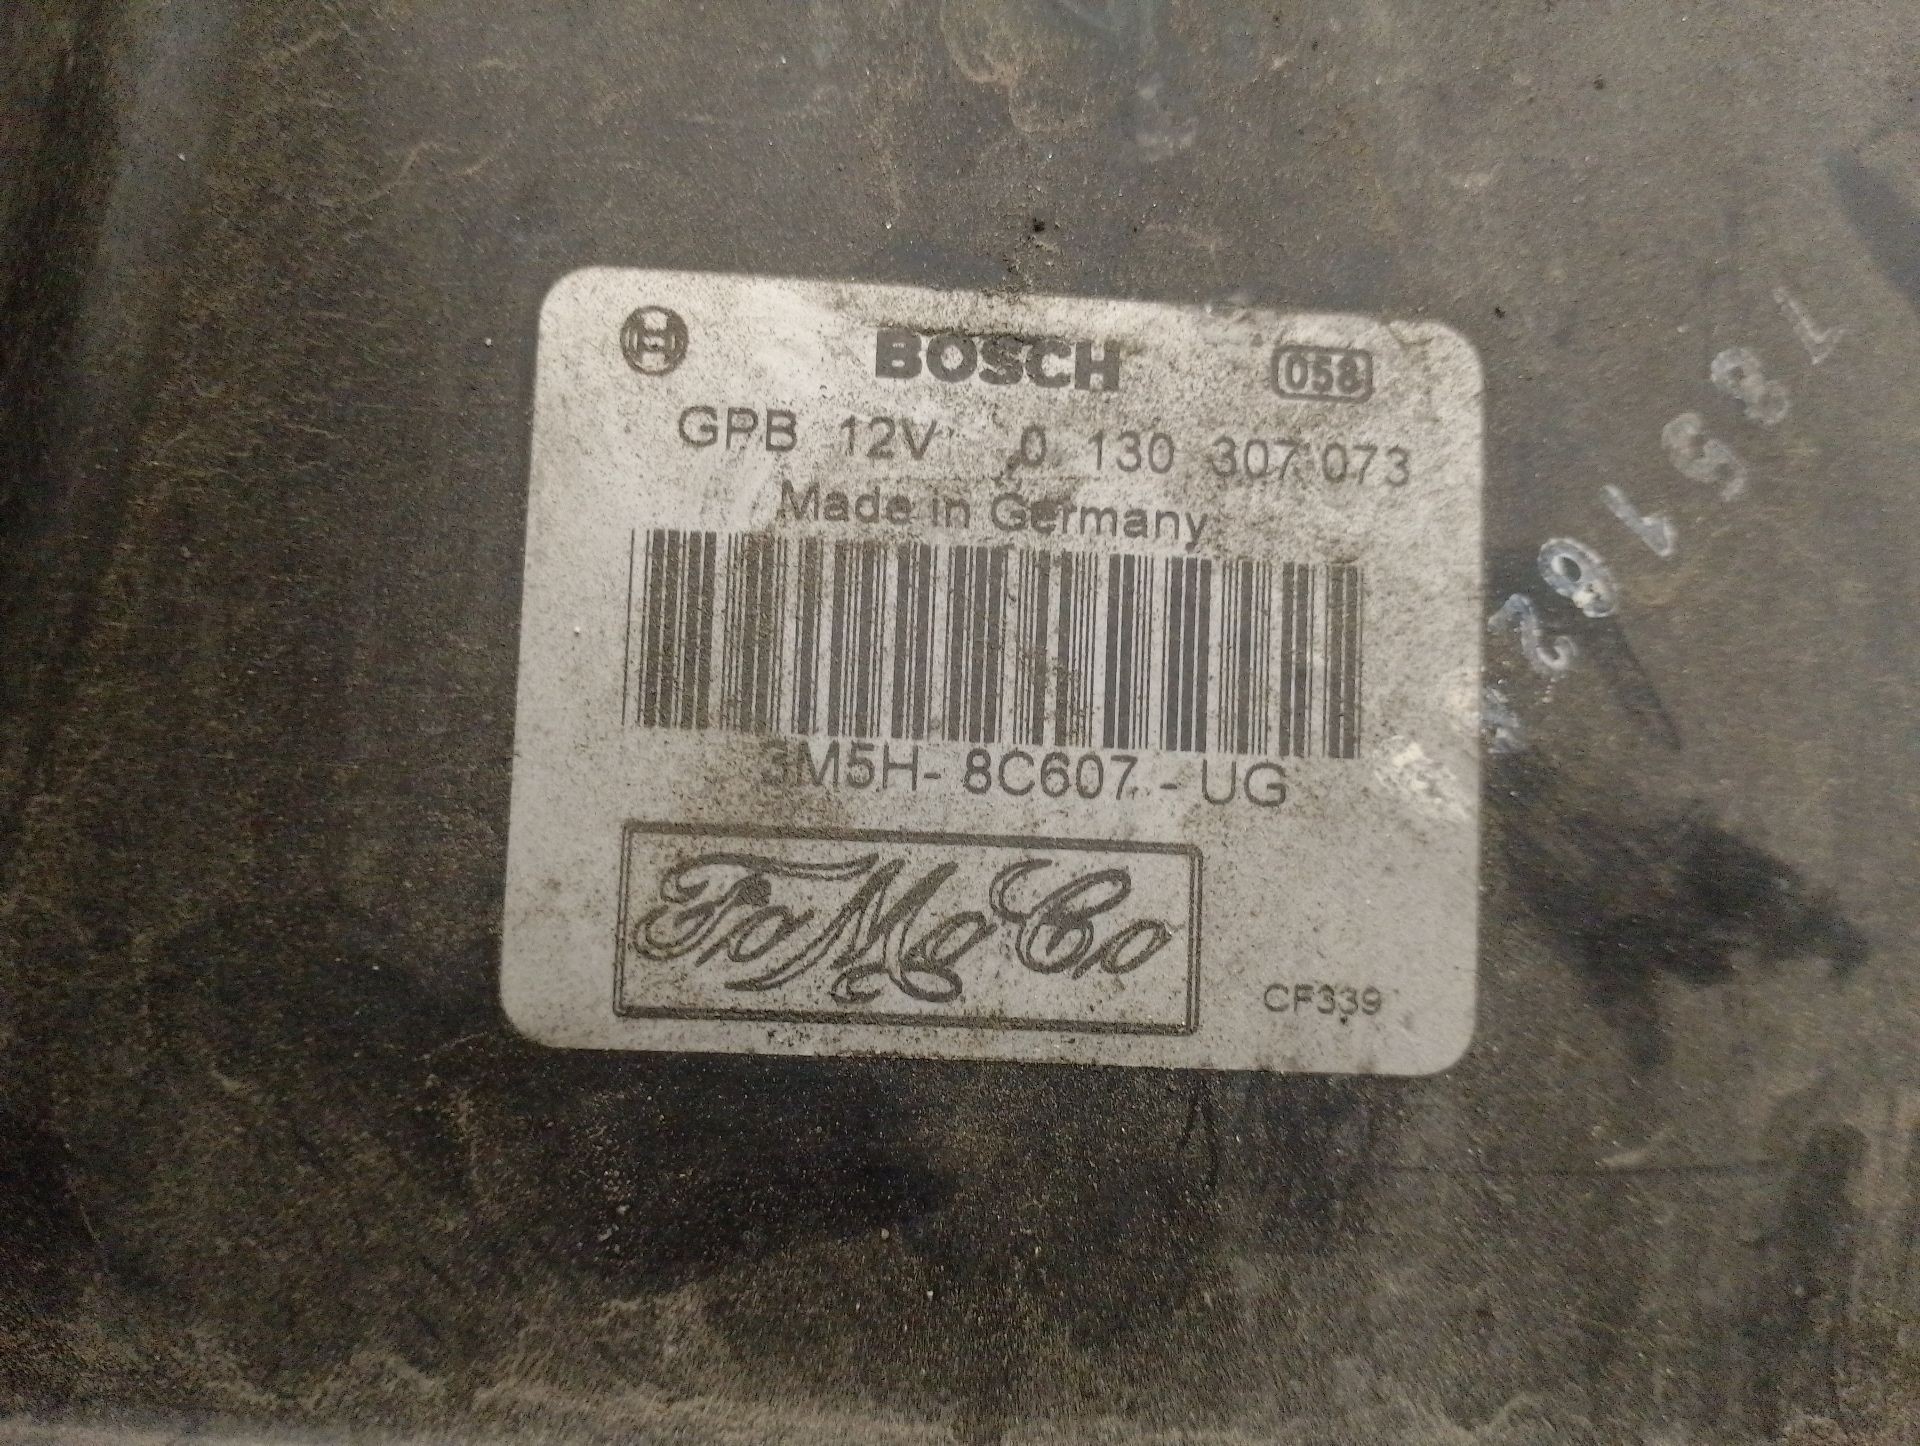 BOSCH 058
GPB 12V 0 130 307 073
Made in Germany
3M5H- 8C607 - UG
FoMoCo
CF339